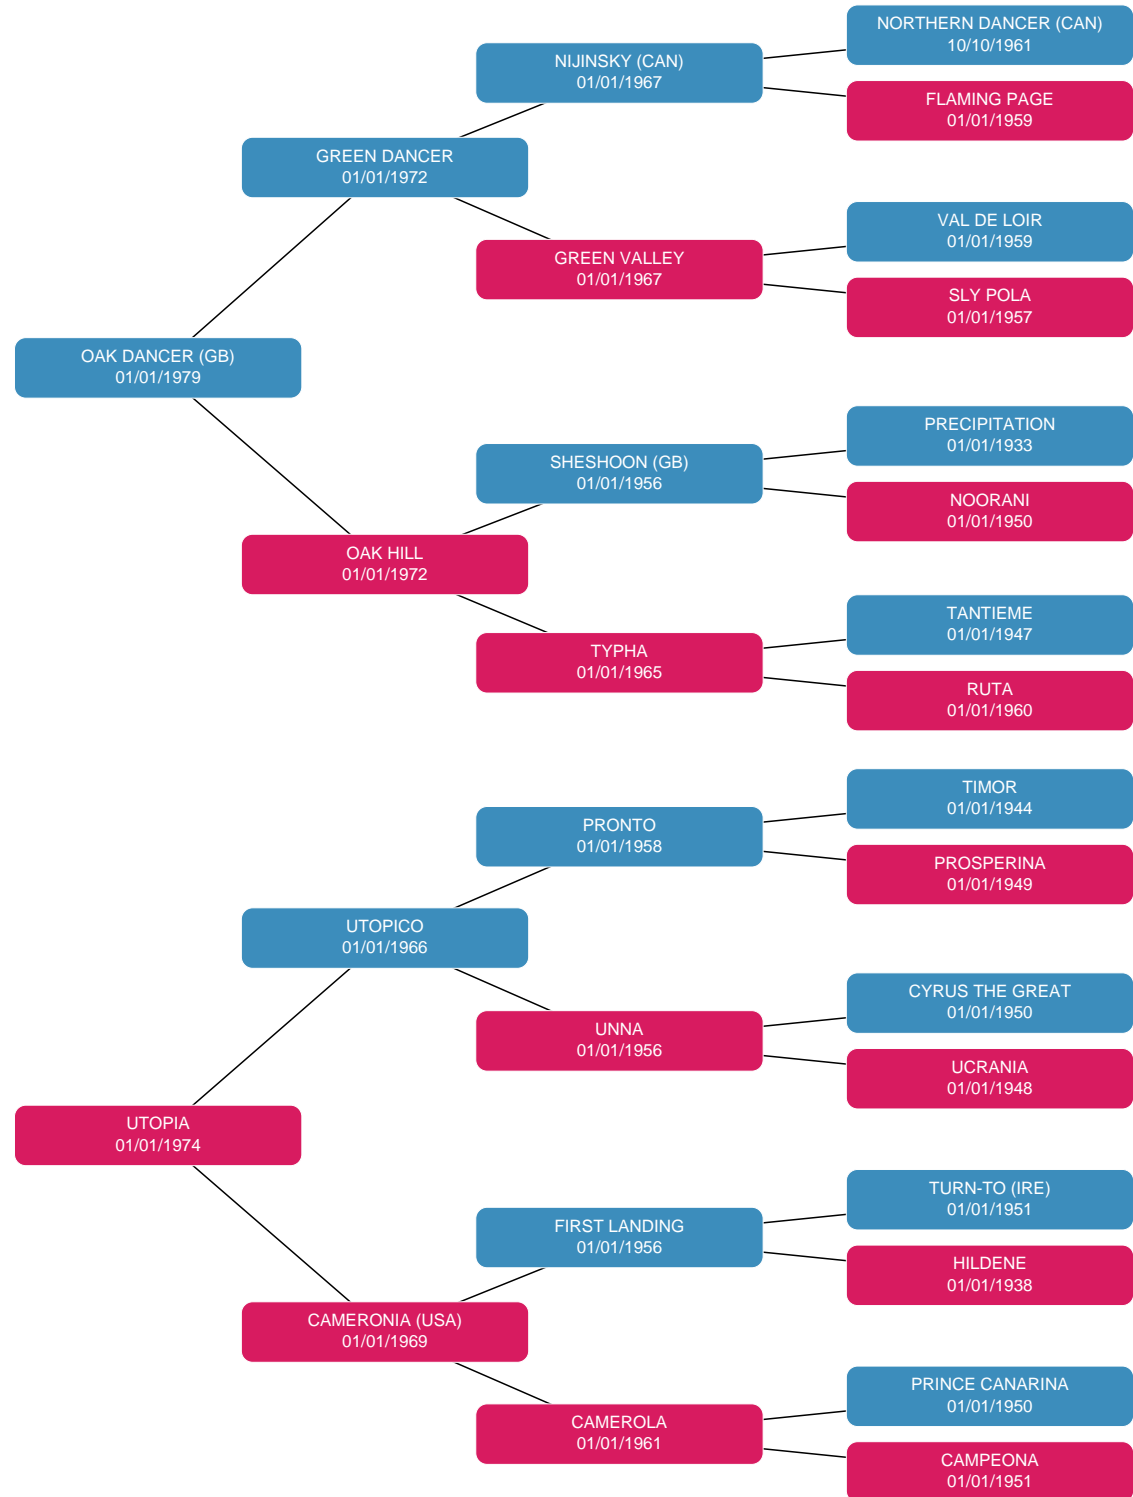 NORTHERN DANCER (CAN)
10/10/1961
NIJINSKY (CAN)
01/01/1967
FLAMING PAGE
01/01/1959
GREEN DANCER
01/01/1972
VAL DE LOIR
01/01/1959
GREEN VALLEY
01/01/1967
SLY POLA
01/01/1957
OAK DANCER (GB)
01/01/1979
PRECIPITATION
01/01/1933
SHESHOON (GB)
01/01/1956
NOORANI
01/01/1950
OAK HILL
01/01/1972
TANTIEME
01/01/1947
TYPHA
01/01/1965
RUTA
01/01/1960
TIMOR
01/01/1944
PRONTO
01/01/1958
PROSPERINA
01/01/1949
UTOPICO
01/01/1966
CYRUS THE GREAT
01/01/1950
UNNA
01/01/1956
UCRANIA
01/01/1948
UTOPIA
01/01/1974
TURN-TO (IRE)
01/01/1951
FIRST LANDING
01/01/1956
HILDENE
01/01/1938
CAMERONIA (USA)
01/01/1969
PRINCE CANARINA
01/01/1950
CAMEROLA
01/01/1961
CAMPEONA
01/01/1951